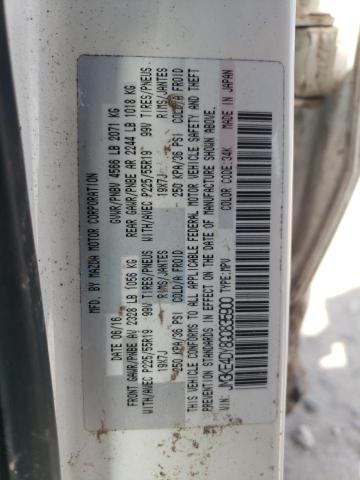 MFD. BY MAZDA MOTOR CORPORATION
DATE: 06/16 GVWR/PNBV 4566 LB 2071 KG
FRONT GAWR/PNBE AV 2328 LB 1056 KG REAR GAWR/PNBE AR 2244 LB 1018 KG
WITH/AVEC P225/55R19 99V TIRES/PNEUS WITH/AVEC P225/55R19 99V TIRES/PNEUS
19X7J RIMS/JANTES 19X7J RIMS/JANTES
250 KPA/36 PSI COLD/A FROID 250 KPA/36 PSI COLD/A FROID
THIS VEHICLE CONFORMS TO ALL APPLICABLE FEDERAL MOTOR VEHICLE SAFETY AND THEFT
PREVENTION STANDARDS IN EFFECT ON THE DATE OF MANUFACTURE SHOWN ABOVE.
VIN: TYPE:MPV COLOR CODE:34K MADE IN JAPAN